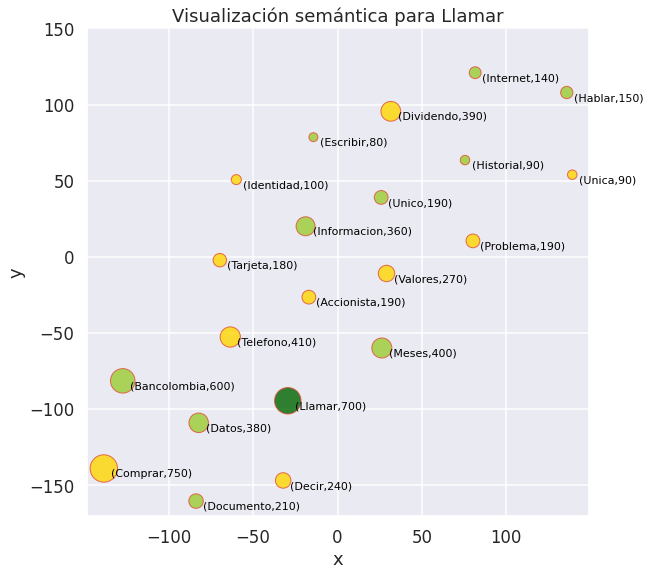 Visualización semántica para Llamar
150
(Internet,140)
(Hablar,150)
100
(Dividendo,390)
(Escribir,80)
(Historial,90)
50
(Identidad,100)
(Unica,90)
(Unico,190)
(Informacion,360)
(Problema,190)
0
(Tarjeta,180)
(Valores,270)
(Accionista,190)
y
−50
(Telefono,410)
(Meses,400)
(Bancolombia,600)
−100
(Llamar,700)
(Datos,380)
(Comprar,750)
−150
(Decir,240)
(Documento,210)
−100 −50 0 50 100
x